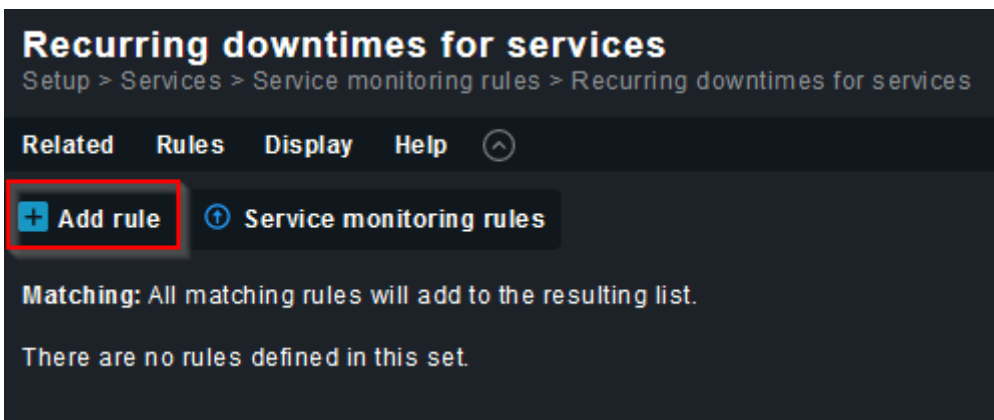 Recurring downtimes for services
Setup > Services > Service monitoring rules > Recurring downtimes for services
Related Rules Display Help
Add rule Service monitoring rules
Matching: All matching rules will add to the resulting list.
There are no rules defined in this set.